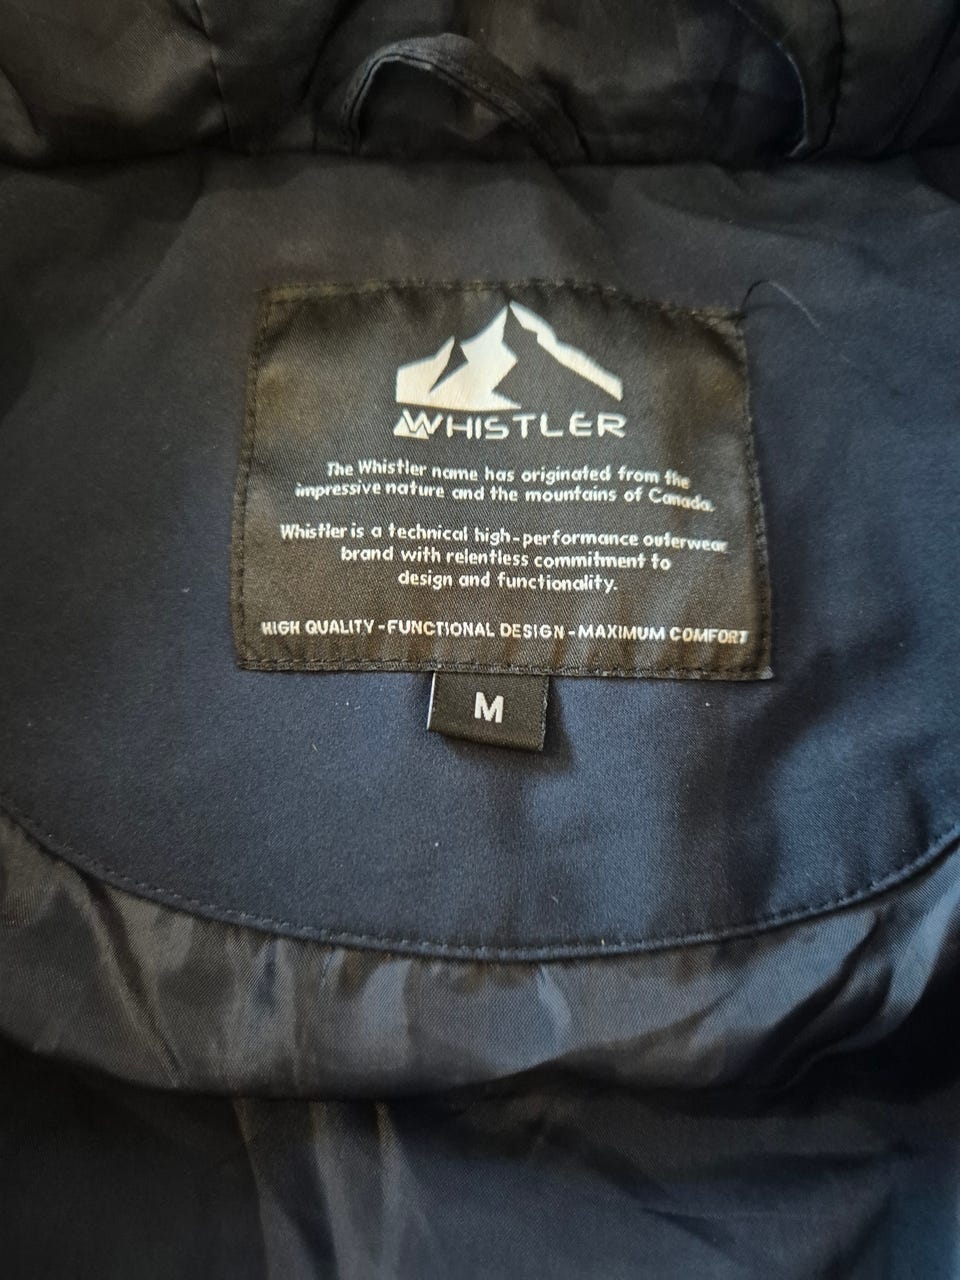 WHISTLER
The Whistler name has originated from the
impressive nature and the mountains of Canada.
Whistler is a technical high-performance outerwear
brand with relentless commitment to
design and functionality.
HIGH QUALITY - FUNCTIONAL DESIGN - MAXIMUM COMFORT
M